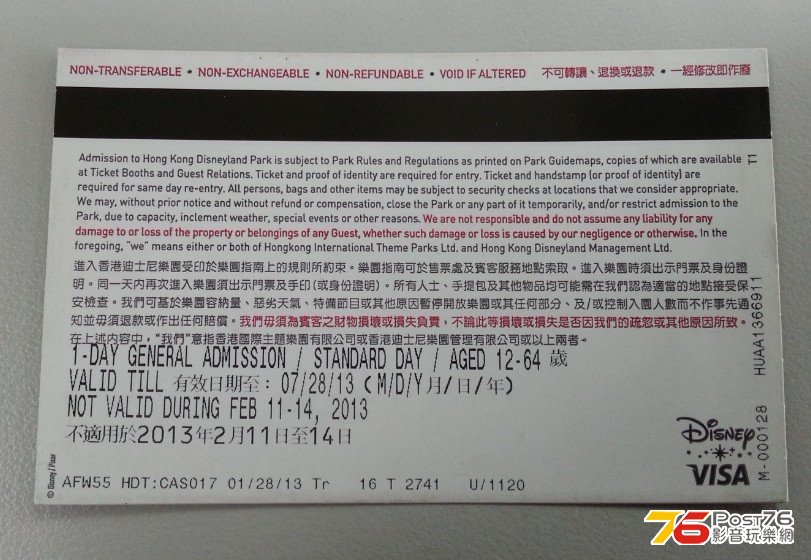 NON-TRANSFERABLE • NON-EXCHANGEABLE • NON-REFUNDABLE • VOID IF ALTERED 不可轉讓、退換或退款 • 一經修改即作廢
Admission to Hong Kong Disneyland Park is subject to Park Rules and Regulations as printed on Park Guidemaps, copies of which are available
at Ticket Booths and Guest Relations. Ticket and proof of identity are required for entry. Ticket and handstamp (or proof of identity) are
required for same day re-entry. All persons, bags and other items may be subject to security checks at locations that we consider appropriate.
We may, without prior notice and without refund or compensation, close the Park or any part of it temporarily, and/or restrict admission to the
Park, due to capacity, inclement weather, special events or other reasons. We are not responsible and do not assume any liability for any
damage to or loss of the property or belongings of any Guest, whether such damage or loss is caused by our negligence or otherwise. In the
foregoing, "we" means either or both of Hongkong International Theme Parks Ltd. and Hong Kong Disneyland Management Ltd.
進入香港迪士尼樂園受印於樂園指南上的規則所約束。樂園指南可於售票處及賓客服務地點索取。進入樂園時須出示門票及身份證
明。同一天內再次進入樂園須出示門票及手印(或身份證明)。所有人士、手提包及其他物品均可能需在我們認為適當的地點接受保
安檢查。我們可基於樂園容納量、惡劣天氣、特備節目或其他原因暫停開放樂園或其任何部分、及/或控制入園人數而不作事先通
知並毋須退款或作出任何賠償。我們毋須為賓客之財物損壞或損失負責，不論此等損壞或損失是否因我們的疏忽或其他原因所致。
在上述內容中，"我們"意指香港國際主題樂園有限公司或香港迪士尼樂園管理有限公司或以上兩者。
1-DAY GENERAL ADMISSION / STANDARD DAY / AGED 12-64 歲
VALID TILL 有效日期至: 07/28/13 (M/D/Y月/日/年)
NOT VALID DURING FEB 11-14, 2013
不適用於2013年2月11日至14日
AFW55 HDT:CAS017 01/28/13 Tr 16 T 2741 U/1120
© Disney / Pixar
M-000128 HUAA1366911 T1
Disney
VISA
76 Post76
影音玩樂網